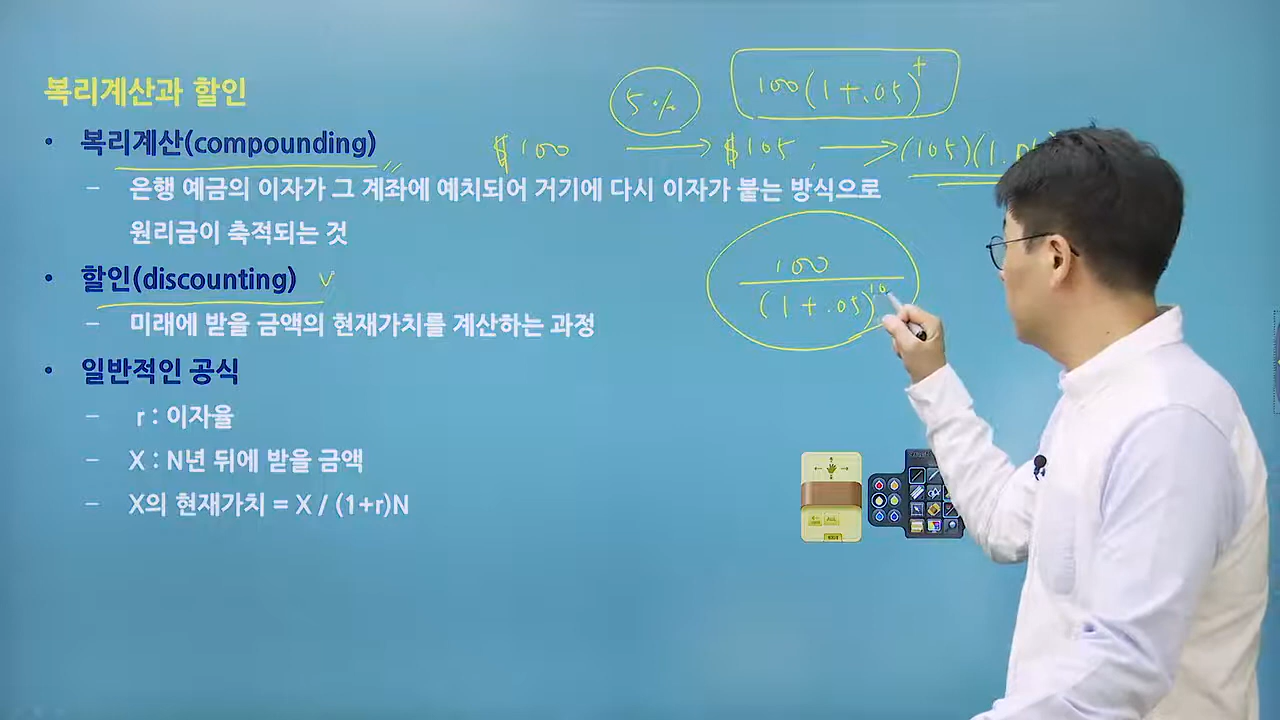 복리계산과 할인
• 복리계산(compounding)
– 은행 예금의 이자가 그 계좌에 예치되어 거기에 다시 이자가 붙는 방식으로
원리금이 축적되는 것
• 할인(discounting)
– 미래에 받을 금액의 현재가치를 계산하는 과정
• 일반적인 공식
– r : 이자율
– X : N년 뒤에 받을 금액
– X의 현재가치 = X / (1+r)N
5%
100(1+.05)^t
$100 → $105 → (105)(1.
100
(1+.05)^10